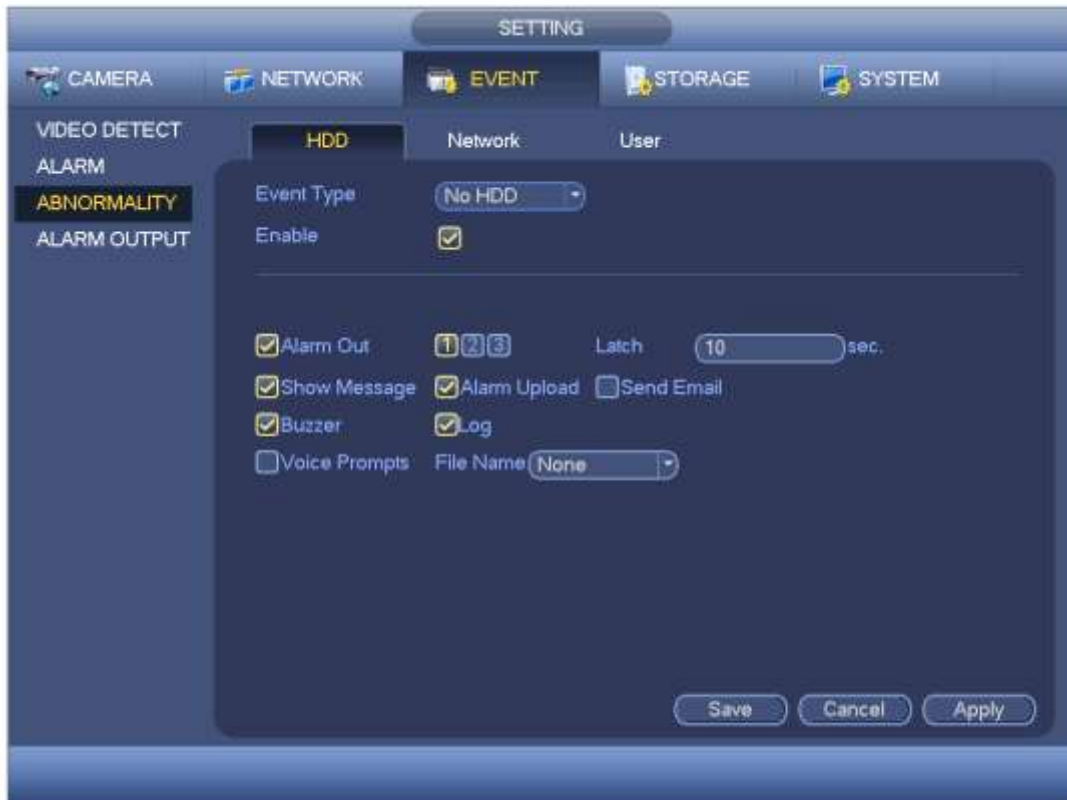 SETTING
CAMERA NETWORK EVENT STORAGE SYSTEM
VIDEO DETECT
ALARM
ABNORMALITY
ALARM OUTPUT
HDD Network User
Event Type No HDD
Enable
Alarm Out 1 2 3 Latch 10 sec.
Show Message Alarm Upload Send Email
Buzzer Log
Voice Prompts File Name None
Save Cancel Apply